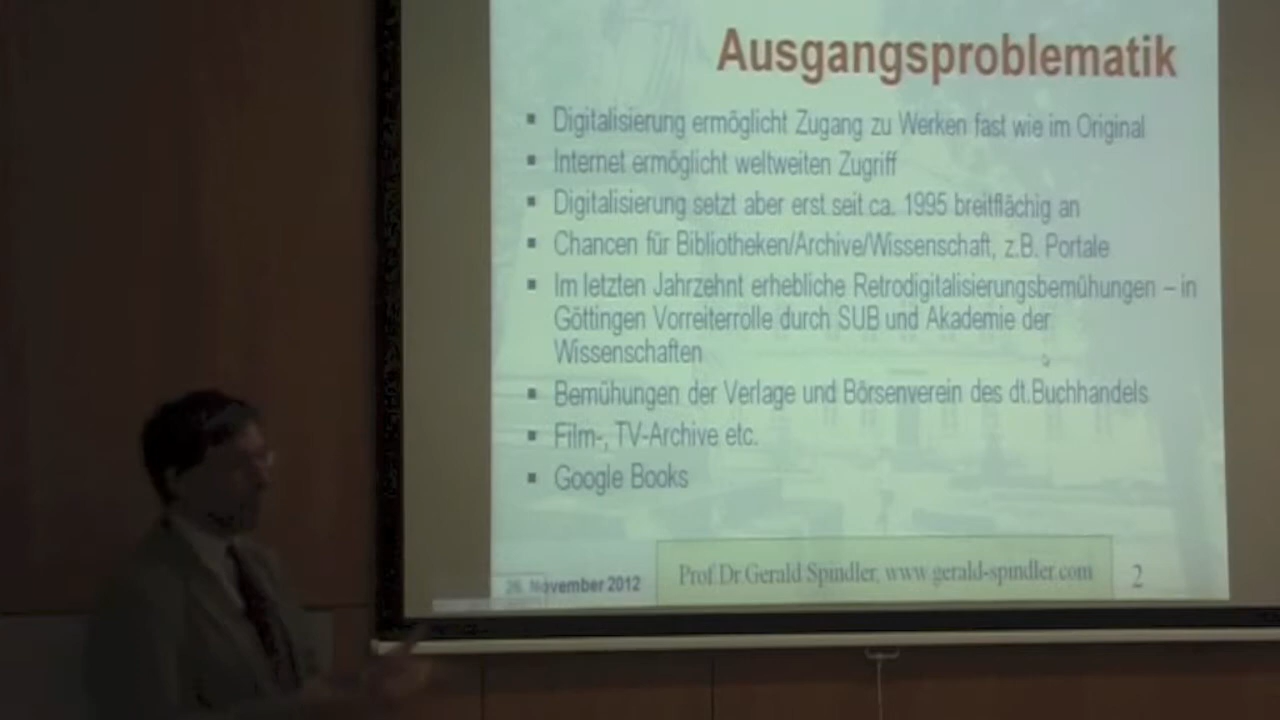 Ausgangsproblematik
Digitalisierung ermöglicht Zugang zu Werken fast wie im Original
Internet ermöglicht weltweiten Zugriff
Digitalisierung setzt aber erst seit ca. 1995 breitflächig an
Chancen für Bibliotheken/Archive/Wissenschaft, z.B. Portale
Im letzten Jahrzehnt erhebliche Retrodigitalisierungsbemühungen – in
Göttingen Vorreiterrolle durch SUB und Akademie der
Wissenschaften
Bemühungen der Verlage und Börsenverein des dt.Buchhandels
Film-, TV-Archive etc.
Google Books
26. November 2012
Prof.Dr Gerald Spindler, www.gerald-spindler.com
2